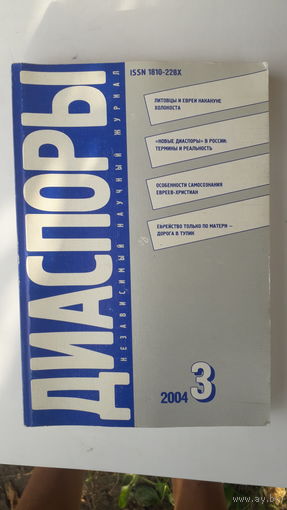 ДИАСПОРЫ
НЕЗАВИСИМЫЙ НАУЧНЫЙ ЖУРНАЛ
ISSN 1810-228X
ЛИТОВЦЫ И ЕВРЕИ НАКАНУНЕ
ХОЛОКОСТА
«НОВЫЕ ДИАСПОРЫ» В РОССИИ:
ТЕРМИНЫ И РЕАЛЬНОСТЬ
ОСОБЕННОСТИ САМОСОЗНАНИЯ
ЕВРЕЕВ-ХРИСТИАН
ЕВРЕЙСТВО ТОЛЬКО ПО МАТЕРИ –
ДОРОГА В ТУПИК
2004 3
www.ay.by